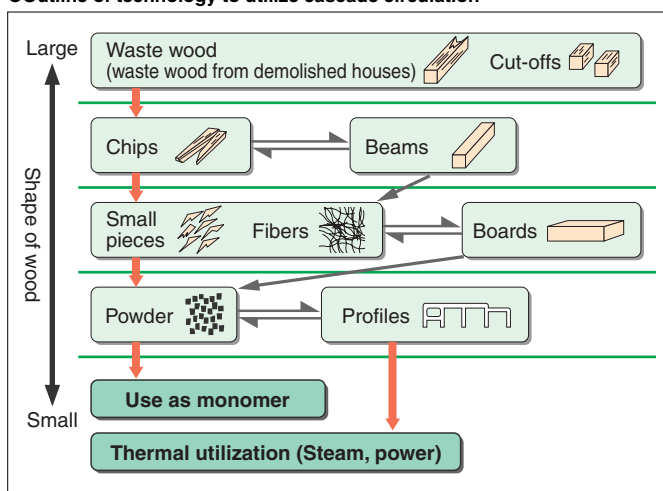 Outline of technology to utilize cascade circulation
Large
Waste wood
(waste wood from demolished houses)
Cut-offs
Chips
Beams
Shape of wood
Small
pieces
Fibers
Boards
Powder
Profiles
Use as monomer
Small
Thermal utilization (Steam, power)